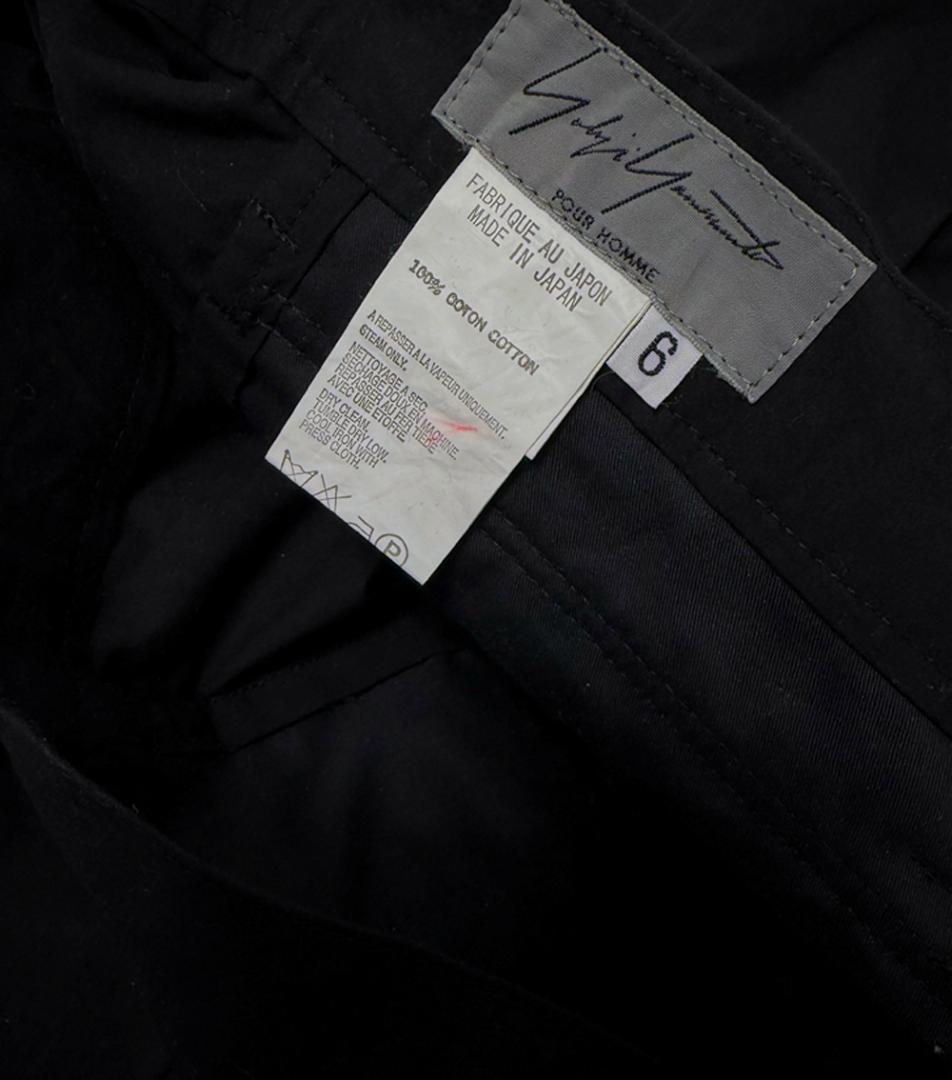 Yohji Yamamoto
POUR HOMME
FABRIQUE AU JAPON
MADE IN JAPAN
6
100% COTON COTTON
A REPASSER A LA VAPEUR UNIQUEMENT.
STEAM ONLY.
NETTOYAGE A SEC.
SECHAGE DOUX EN MACHINE.
REPASSER AU FER TIEDE
AVEC UNE ETOFFE.
DRY CLEAN.
TUMBLE DRY LOW.
COOL IRON WITH
PRESS CLOTH.
P